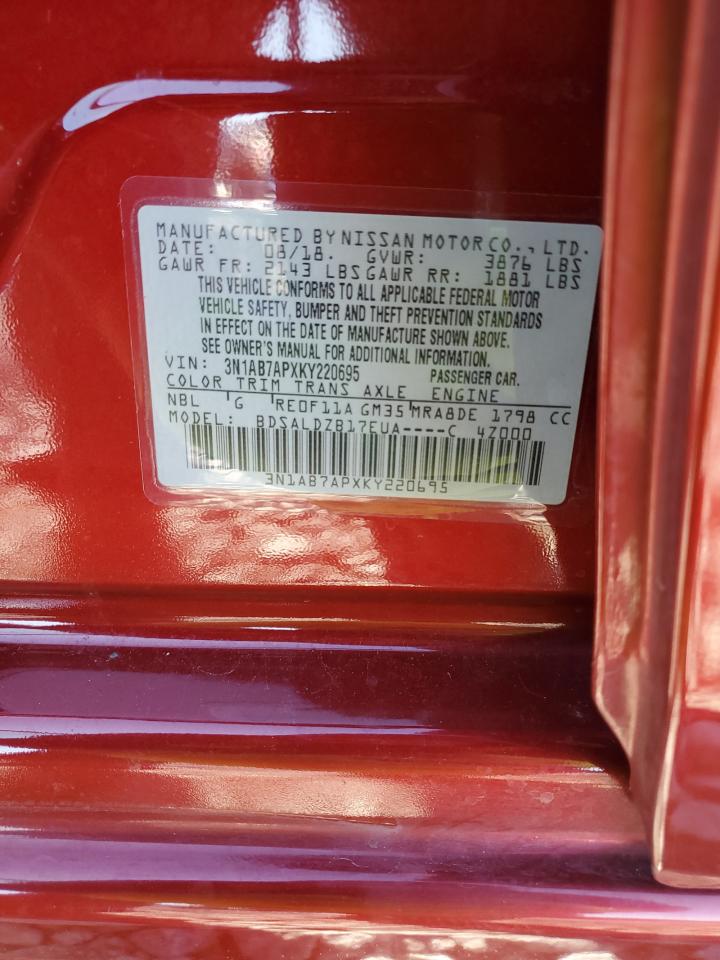 MANUFACTURED BY NISSAN MOTOR CO., LTD.
DATE: 08/18. GVWR: 3876 LBS
GAWR FR: 2143 LBS GAWR RR: 1881 LBS
THIS VEHICLE CONFORMS TO ALL APPLICABLE FEDERAL MOTOR
VEHICLE SAFETY, BUMPER AND THEFT PREVENTION STANDARDS
IN EFFECT ON THE DATE OF MANUFACTURE SHOWN ABOVE.
SEE OWNER'S MANUAL FOR ADDITIONAL INFORMATION.
VIN: 3N1AB7APXKY220695 PASSENGER CAR.
COLOR TRIM TRANS AXLE ENGINE
NBL G RE0F11A GM35 MRA8DE 1798 CC
MODEL: BDSALDZB17EUA----C 47000
3N1AB7APXKY220695